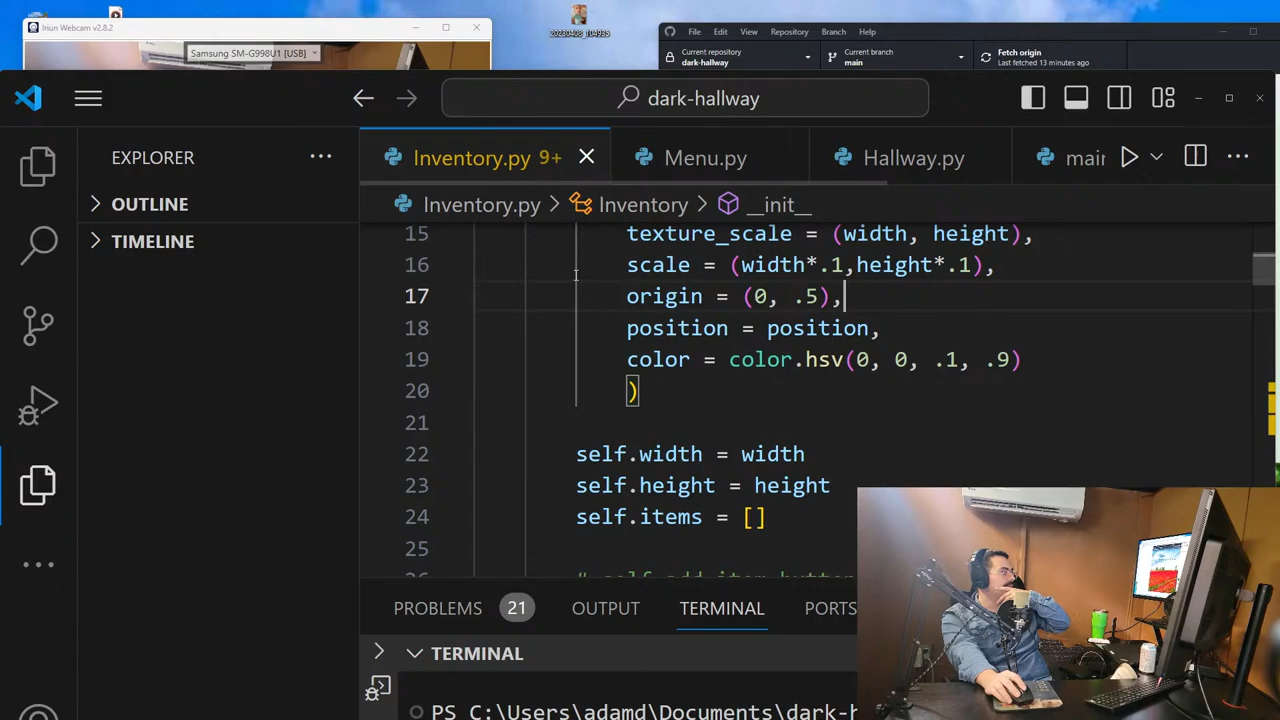 Iriun Webcam v2.8.2
Samsung SM-G998U1 [USB]
20230408_104935
File Edit View Repository Branch Help
Current repository
dark-hallway
Current branch
main
Fetch origin
Last fetched 13 minutes ago
dark-hallway
EXPLORER
OUTLINE
TIMELINE
Inventory.py 9+
Menu.py
Hallway.py
main
Inventory.py > Inventory > __init__
15 texture_scale = (width, height),
16 scale = (width*.1,height*.1),
17 origin = (0, .5),
18 position = position,
19 color = color.hsv(0, 0, .1, .9)
20 )
21
22 self.width = width
23 self.height = height
24 self.items = []
25
PROBLEMS 21 OUTPUT TERMINAL PORTS
TERMINAL
PS C:\Users\adamd\Documents\dark-h